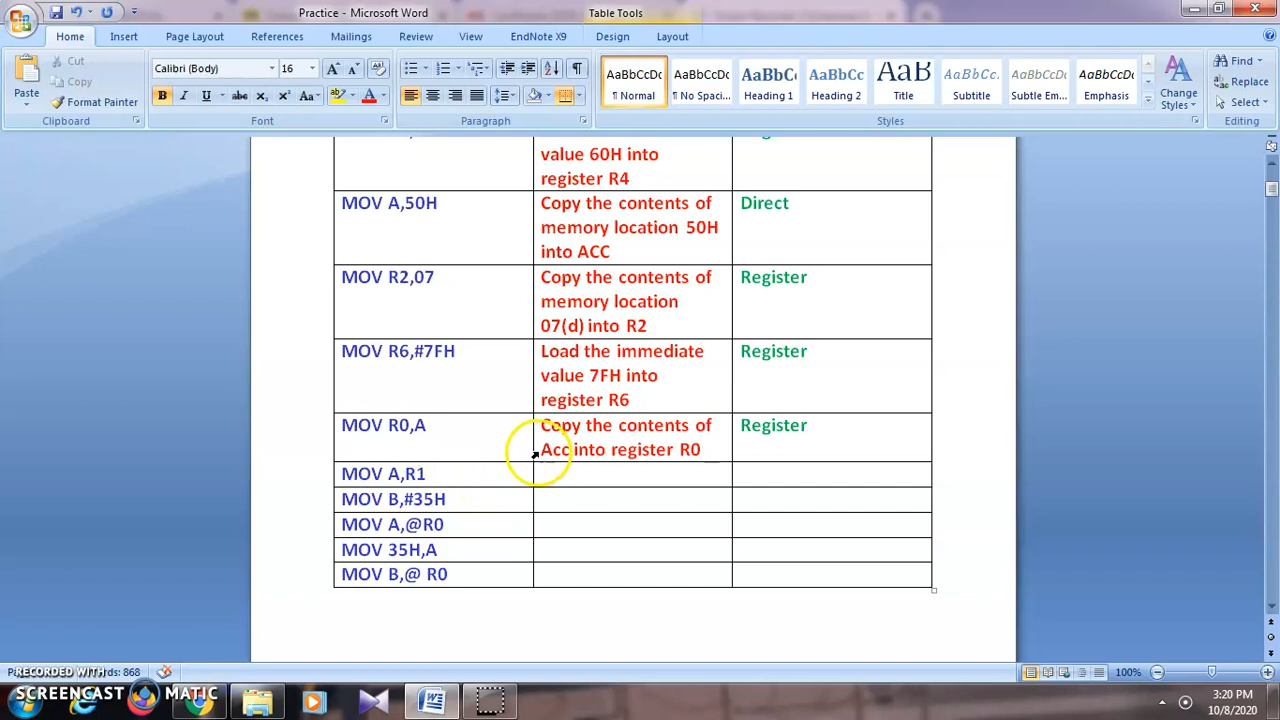 Practice - Microsoft Word
Table Tools
Home Insert Page Layout References Mailings Review View EndNote X9 Design Layout
Paste
Cut
Copy
Format Painter
Clipboard
Calibri (Body) 16
Font
Paragraph
AaBbCcDc AaBbCcDc AaBbCc AaBbCc AaB AaBbCc. AaBbCcDc AaBbCcDc
¶ Normal ¶ No Spaci... Heading 1 Heading 2 Title Subtitle Subtle Em... Emphasis
Change Styles
Styles
Find
Replace
Select
Editing
value 60H into
register R4
MOV A,50H
Copy the contents of
memory location 50H
into ACC
Direct
MOV R2,07
Copy the contents of
memory location
07(d) into R2
Register
MOV R6,#7FH
Load the immediate
value 7FH into
register R6
Register
MOV R0,A
Copy the contents of
Acc into register R0
Register
MOV A,R1
MOV B,#35H
MOV A,@R0
MOV 35H,A
MOV B,@ R0
868
100%
RECORDED WITH
SCREENCAST MATIC
3:20 PM
10/8/2020